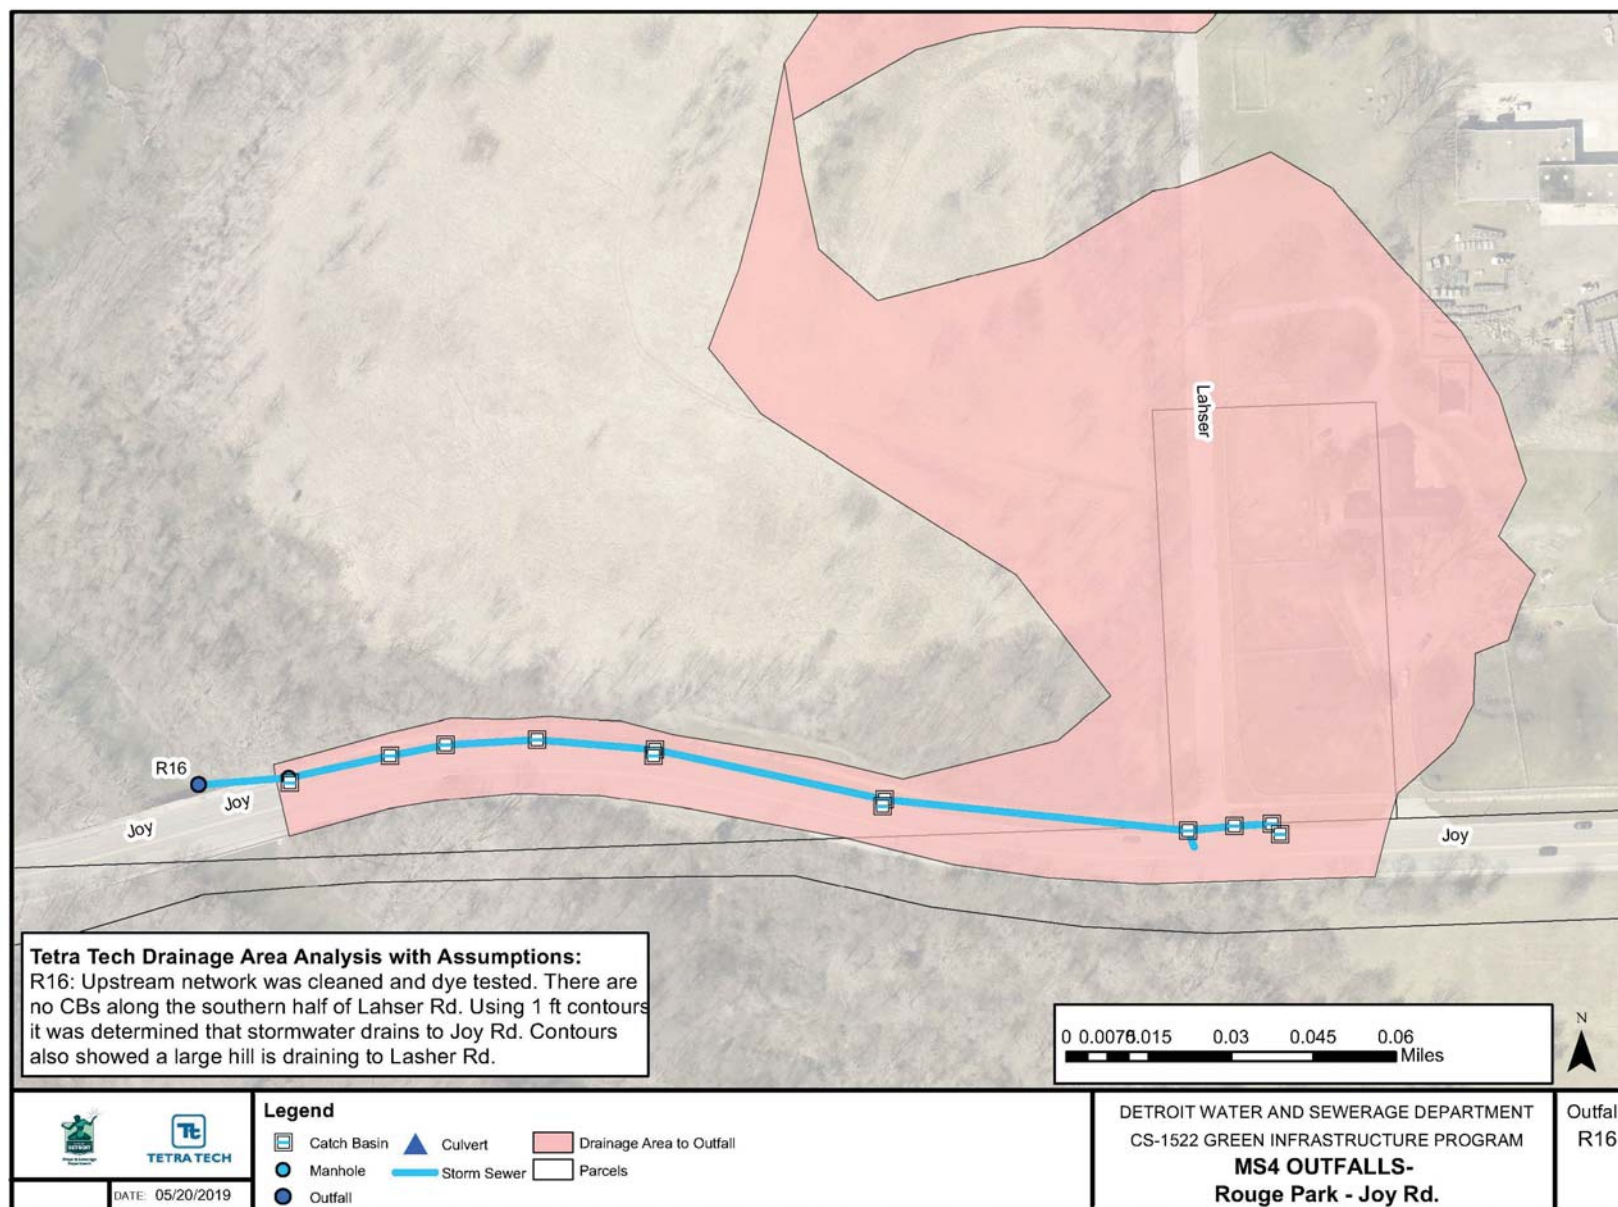 Lahser
R16
Joy
Joy
Joy
Tetra Tech Drainage Area Analysis with Assumptions:
R16: Upstream network was cleaned and dye tested. There are
no CBs along the southern half of Lahser Rd. Using 1 ft contours
it was determined that stormwater drains to Joy Rd. Contours
also showed a large hill is draining to Lasher Rd.
0 0.0075 0.015 0.03 0.045 0.06
Miles
N
DETROIT
TETRA TECH
DATE: 05/20/2019
Legend
Catch Basin
Manhole
Outfall
Culvert
Storm Sewer
Drainage Area to Outfall
Parcels
DETROIT WATER AND SEWERAGE DEPARTMENT
CS-1522 GREEN INFRASTRUCTURE PROGRAM
MS4 OUTFALLS-
Rouge Park - Joy Rd.
Outfal
R16